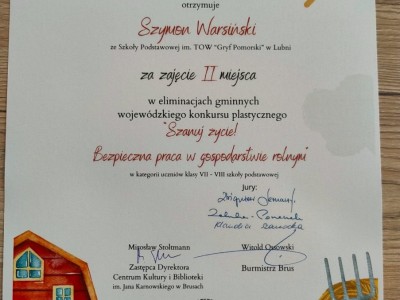 otrzymuje
Szymon Warsiński
ze Szkoły Podstawowej im. TOW "Gryf Pomorski" w Lubni
za zajęcie II miejsca
w eliminacjach gminnych
wojewódzkiego konkursu plastycznego
"Szanuj życie!
Bezpieczna praca w gospodarstwie rolnym"
w kategorii uczniów klasy VII - VIII szkoły podstawowej
jury:
Zbigniew
Mirosław Stoltmann Witold Ossowski
Zastępca Dyrektora Burmistrz Brus
Centrum Kultury i Biblioteki
im. Jana Karnowskiego w Brusach